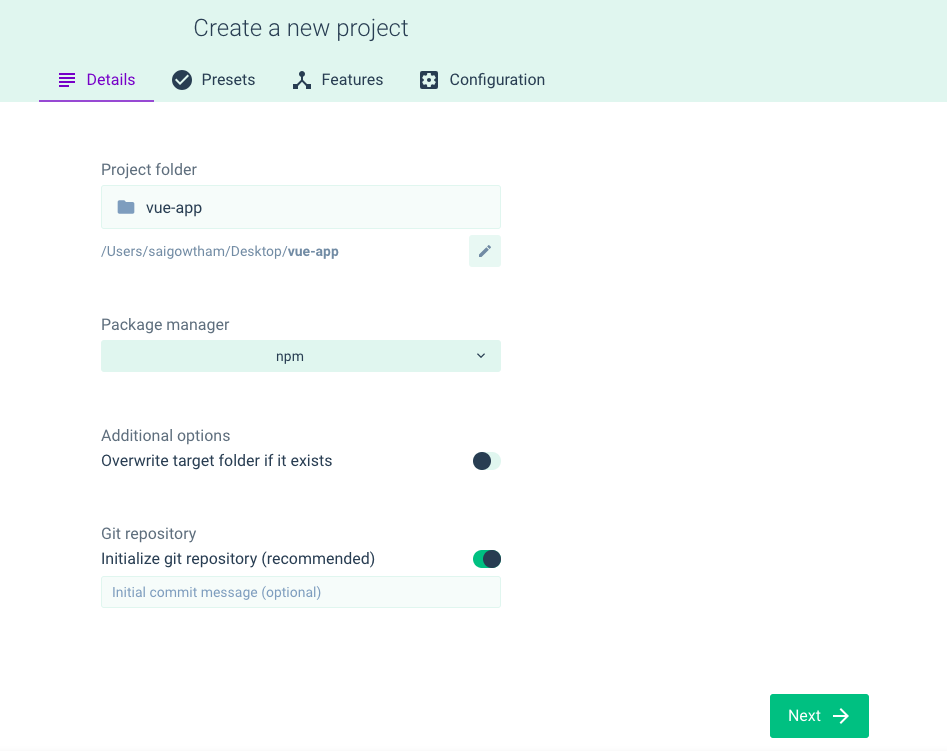 Create a new project
Details Presets Features Configuration
Project folder
vue-app
/Users/saigowtham/Desktop/vue-app
Package manager
npm
Additional options
Overwrite target folder if it exists
Git repository
Initialize git repository (recommended)
Initial commit message (optional)
Next